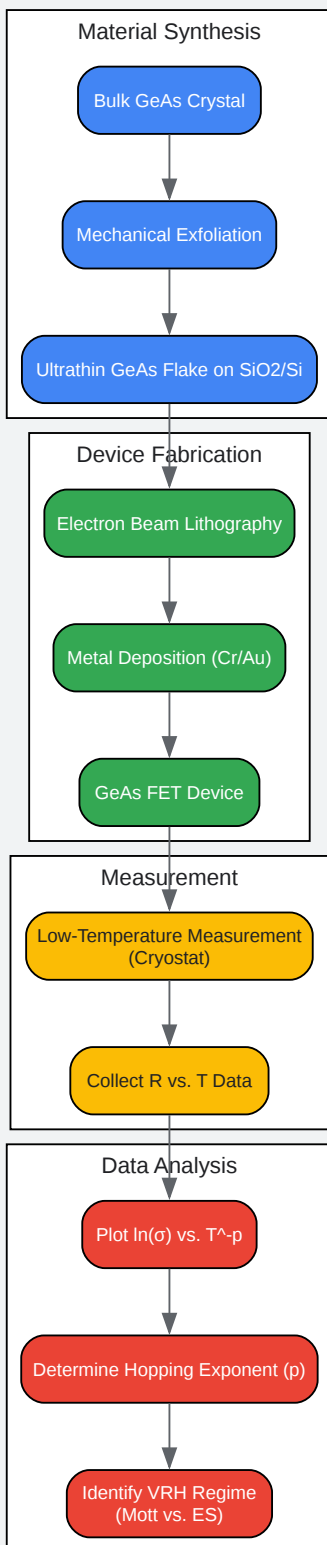 Material Synthesis
Bulk GeAs Crystal
Mechanical Exfoliation
Ultrathin GeAs Flake on SiO2/Si
Device Fabrication
Electron Beam Lithography
Metal Deposition (Cr/Au)
GeAs FET Device
Measurement
Low-Temperature Measurement
(Cryostat)
Collect R vs. T Data
Data Analysis
Plot ln(σ) vs. T^-p
Determine Hopping Exponent (p)
Identify VRH Regime
(Mott vs. ES)